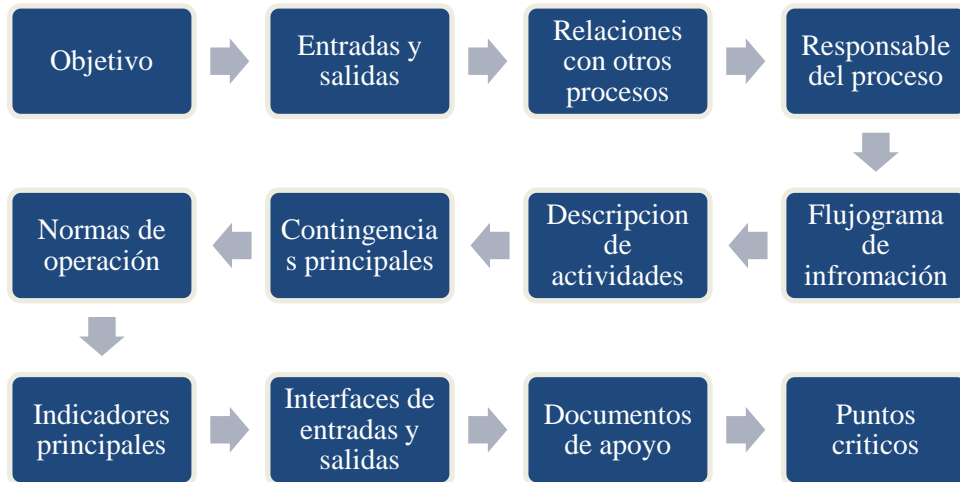 Objetivo
Entradas y
salidas
Relaciones
con otros
procesos
Responsable
del proceso
Flujograma
de
infromación
Descripcion
de
actividades
Contingencia
s principales
Normas de
operación
Indicadores
principales
Interfaces de
entradas y
salidas
Documentos
de apoyo
Puntos
criticos